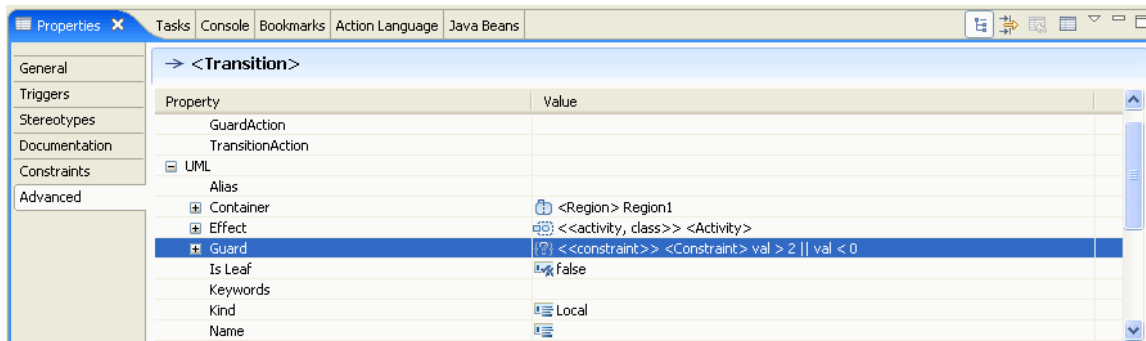 Properties Tasks Console Bookmarks Action Language Java Beans
General
Triggers
Stereotypes
Documentation
Constraints
Advanced
<Transition>
Property Value
GuardAction
TransitionAction
UML
Alias
Container <Region> Region1
Effect <<activity, class>> <Activity>
Guard <<constraint>> <Constraint> val > 2 || val < 0
Is Leaf false
Keywords
Kind Local
Name